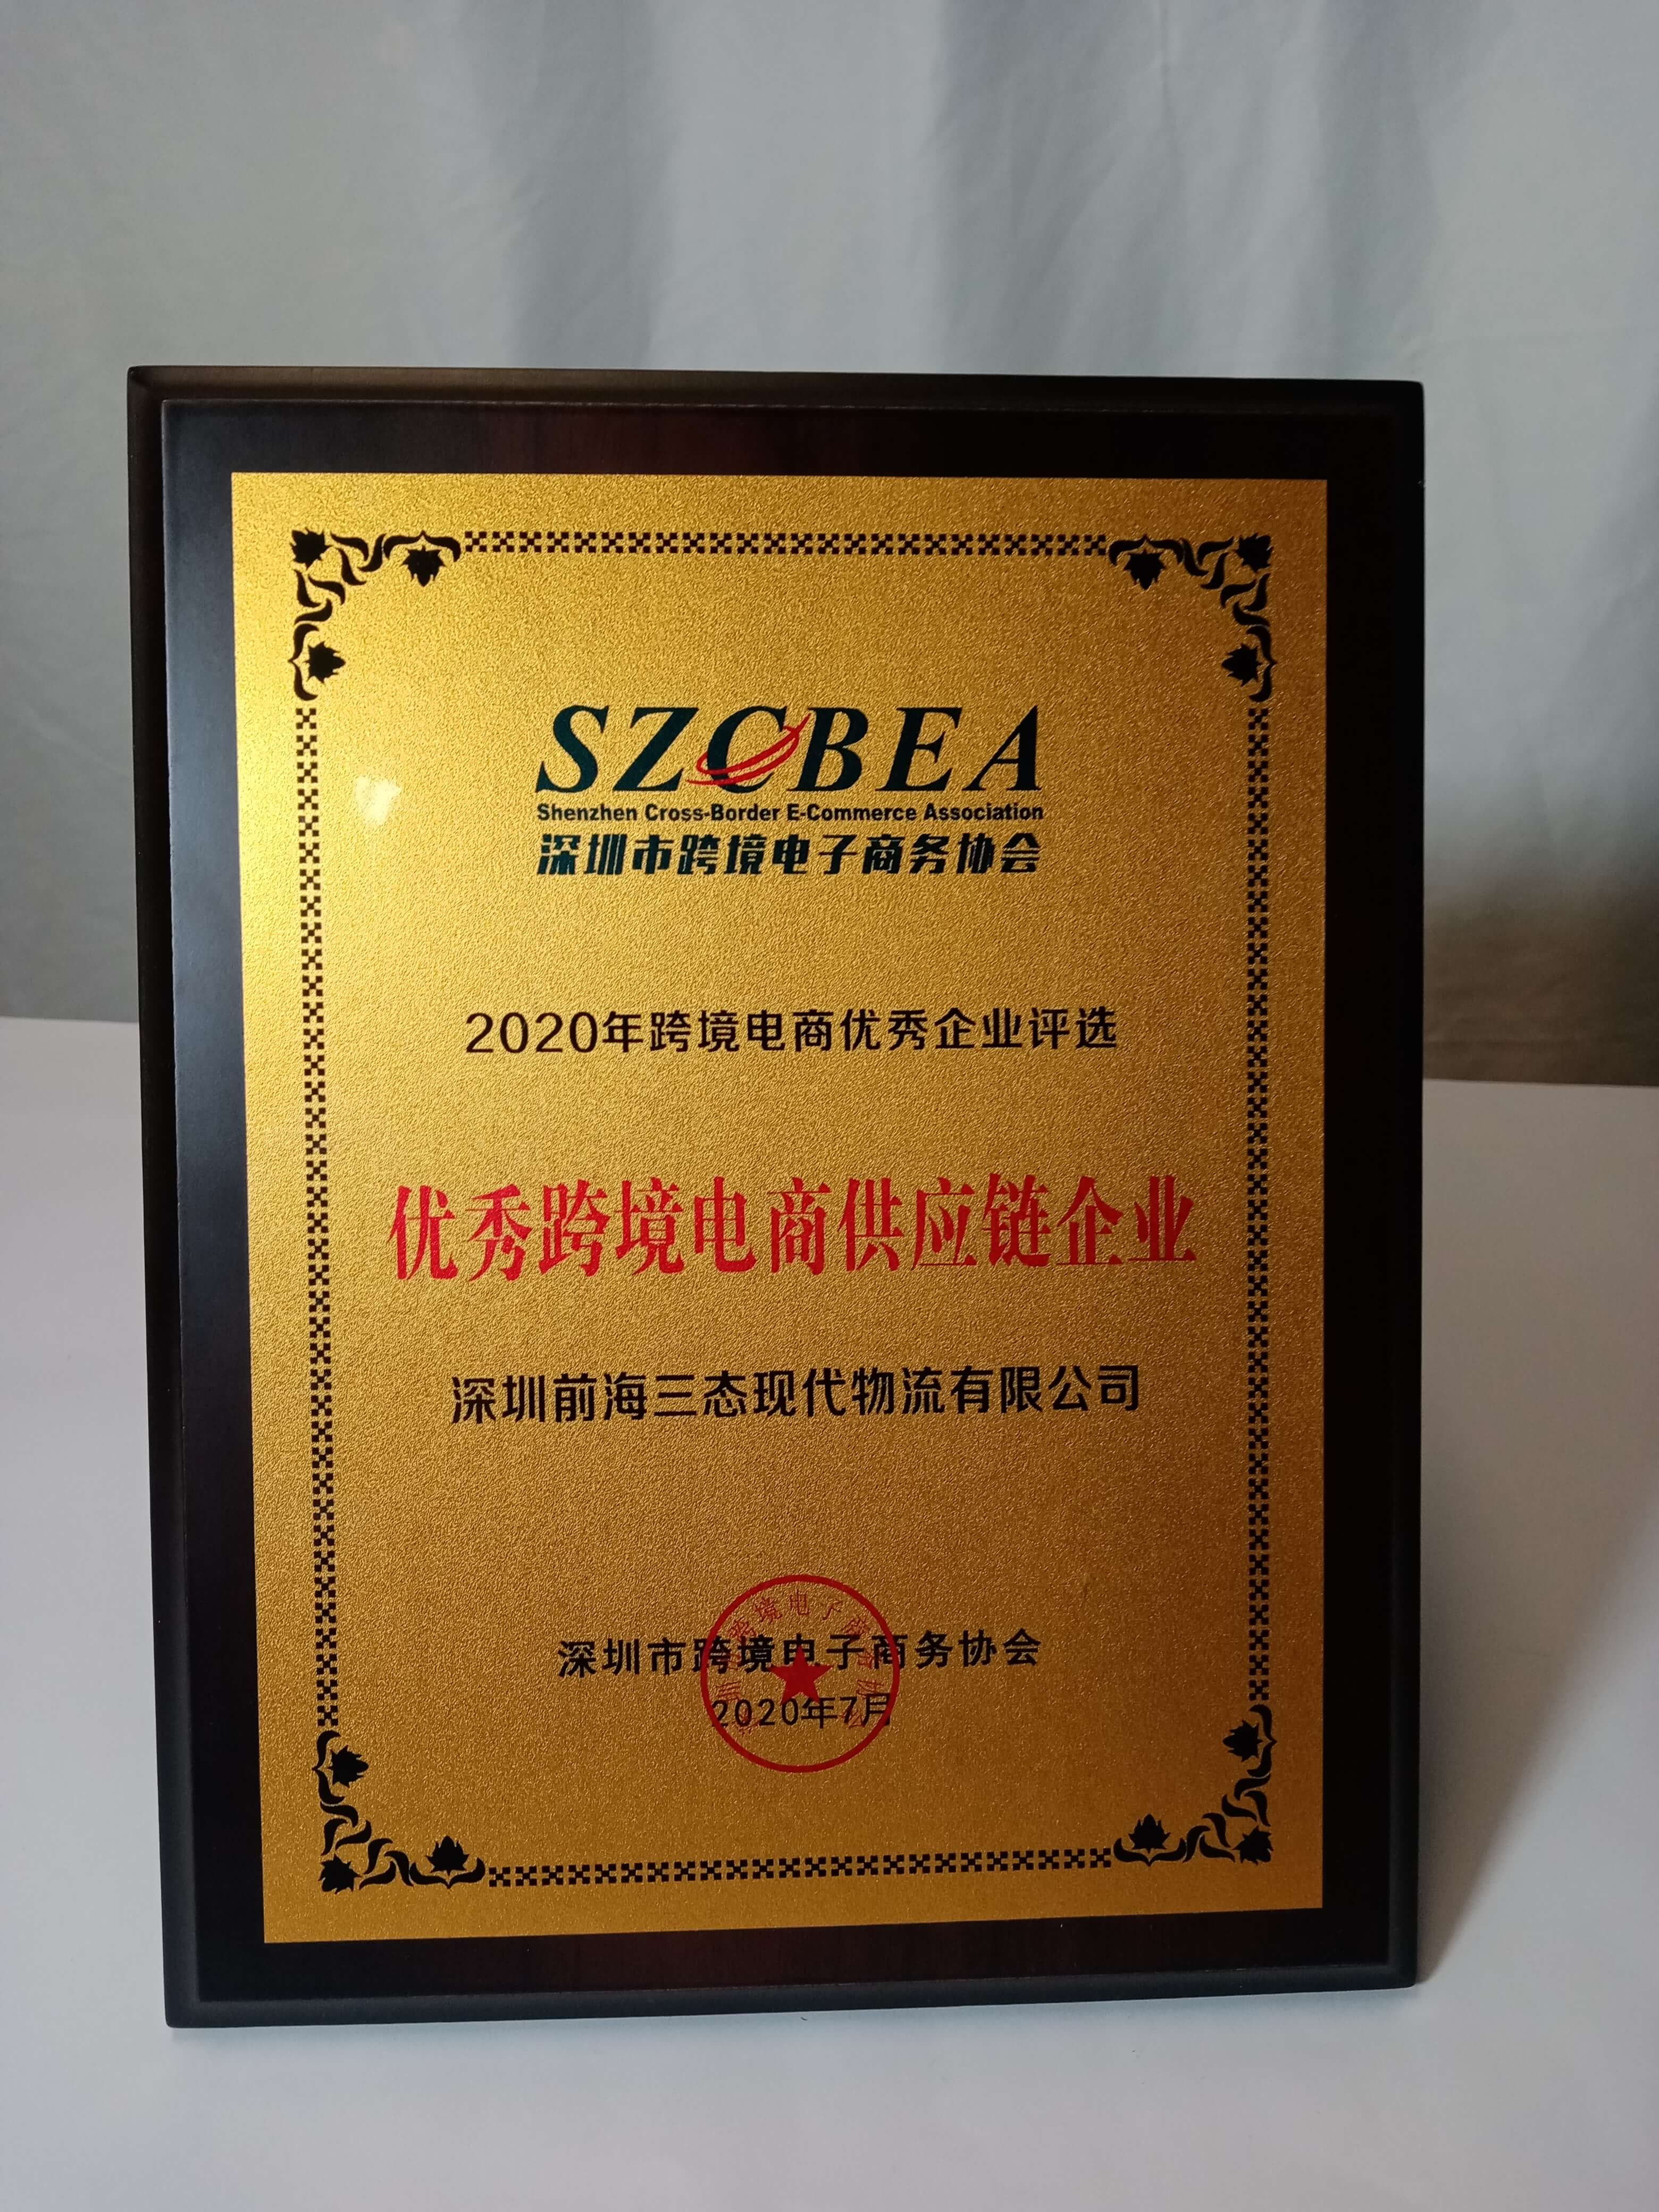 SZCBEA
Shenzhen Cross-Border E-Commerce Association
深圳市跨境电子商务协会
2020年跨境电商优秀企业评选
优秀跨境电商供应链企业
深圳前海三态现代物流有限公司
深圳市跨境电子商务协会
2020年7月